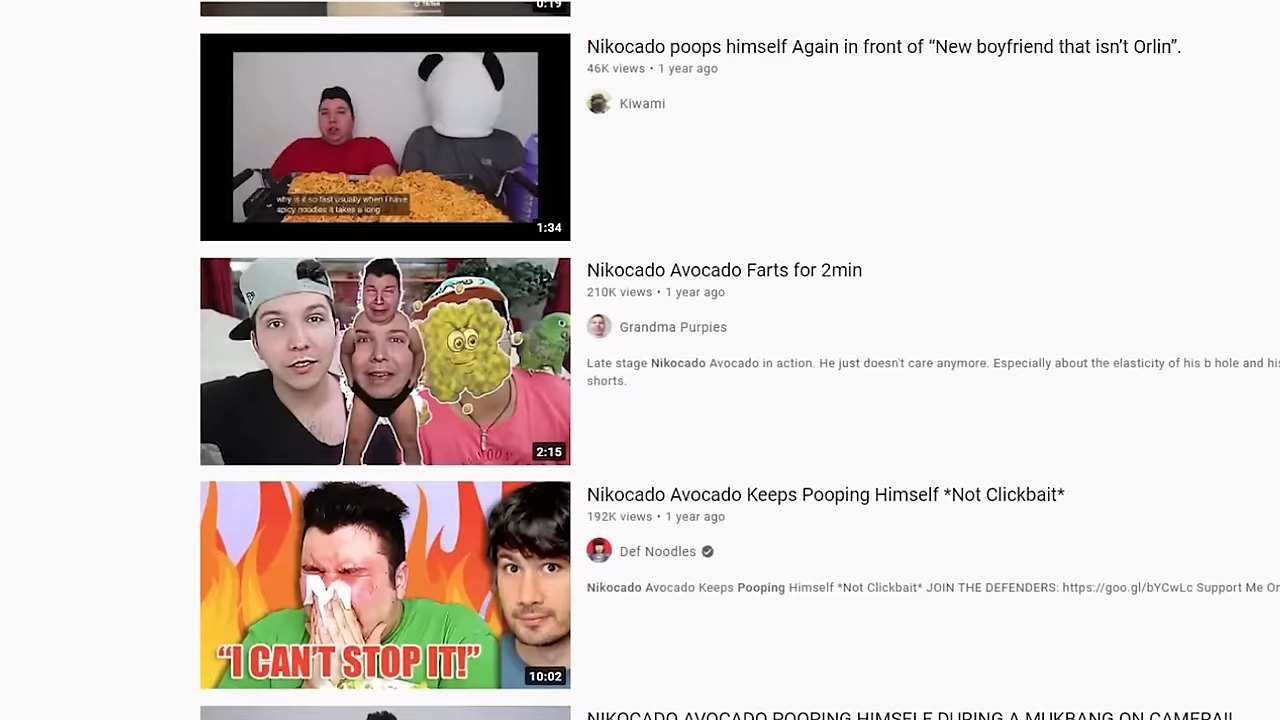 TikTok
0:19
Nikocado poops himself Again in front of “New boyfriend that isn’t Orlin”.
46K views • 1 year ago
Kiwami
why is it so fast usually when I have
spicy noodles it takes a long
1:34
Nikocado Avocado Farts for 2min
210K views • 1 year ago
Grandma Purpies
Late stage Nikocado Avocado in action. He just doesn't care anymore. Especially about the elasticity of his b hole and his
shorts.
2:15
Nikocado Avocado Keeps Pooping Himself *Not Clickbait*
192K views • 1 year ago
Def Noodles
Nikocado Avocado Keeps Pooping Himself *Not Clickbait* JOIN THE DEFENDERS: https://goo.gl/bYCwLc Support Me On
“I CAN'T STOP IT!”
10:02
NIKOCADO AVOCADO POOPING HIMSELF DURING A MUKBANG ON CAMERA!!